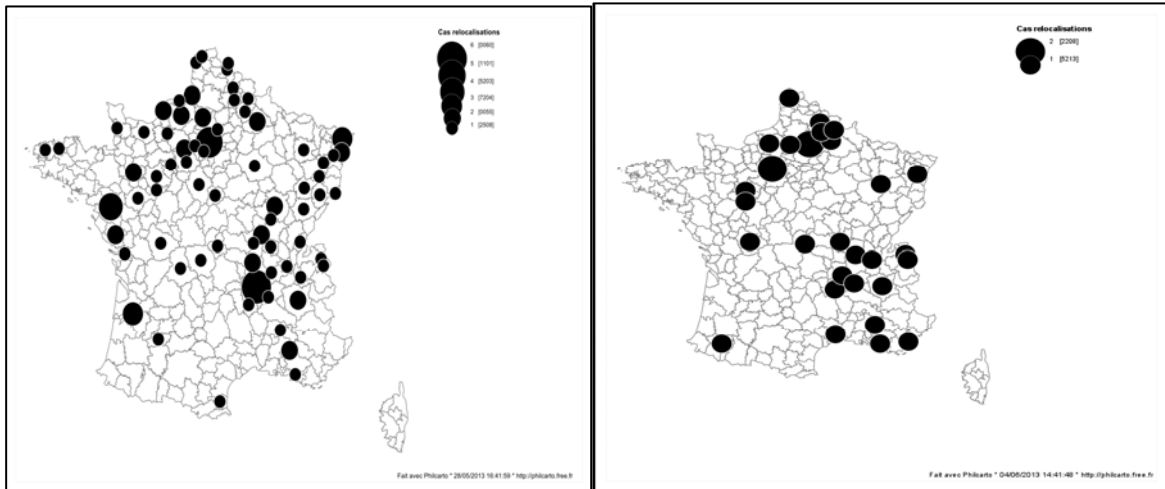 Cas relocalisations
6 [0060]
5 [1101]
4 [5203]
3 [7204]
2 [0055]
1 [2508]
Fait avec Philcarto * 28/05/2013 16:41:59 * http://philcarto.free.fr
Cas relocalisations
2 [2208]
1 [5213]
Fait avec Philcarto * 04/06/2013 14:41:48 * http://philcarto.free.fr